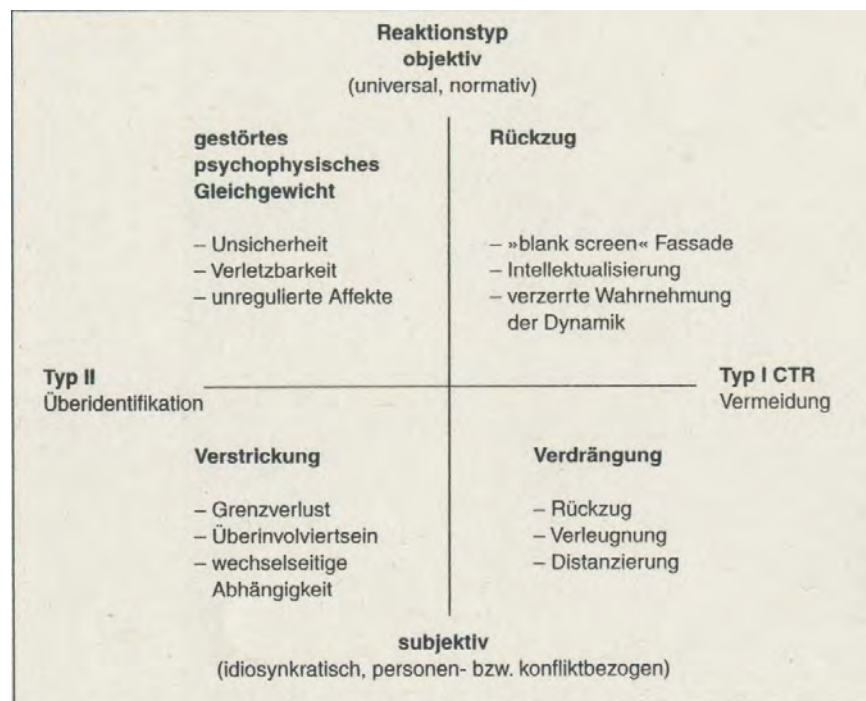 Reaktionstyp
objektiv
(universal, normativ)
gestörtes
psychophysisches
Gleichgewicht
– Unsicherheit
– Verletzbarkeit
– unregulierte Affekte
Rückzug
– »blank screen« Fassade
– Intellektualisierung
– verzerrte Wahrnehmung
der Dynamik
Typ II
Überidentifikation
Typ I CTR
Vermeidung
Verstrickung
– Grenzverlust
– Überinvolviertsein
– wechselseitige
Abhängigkeit
Verdrängung
– Rückzug
– Verleugnung
– Distanzierung
subjektiv
(idiosynkratisch, personen- bzw. konfliktbezogen)